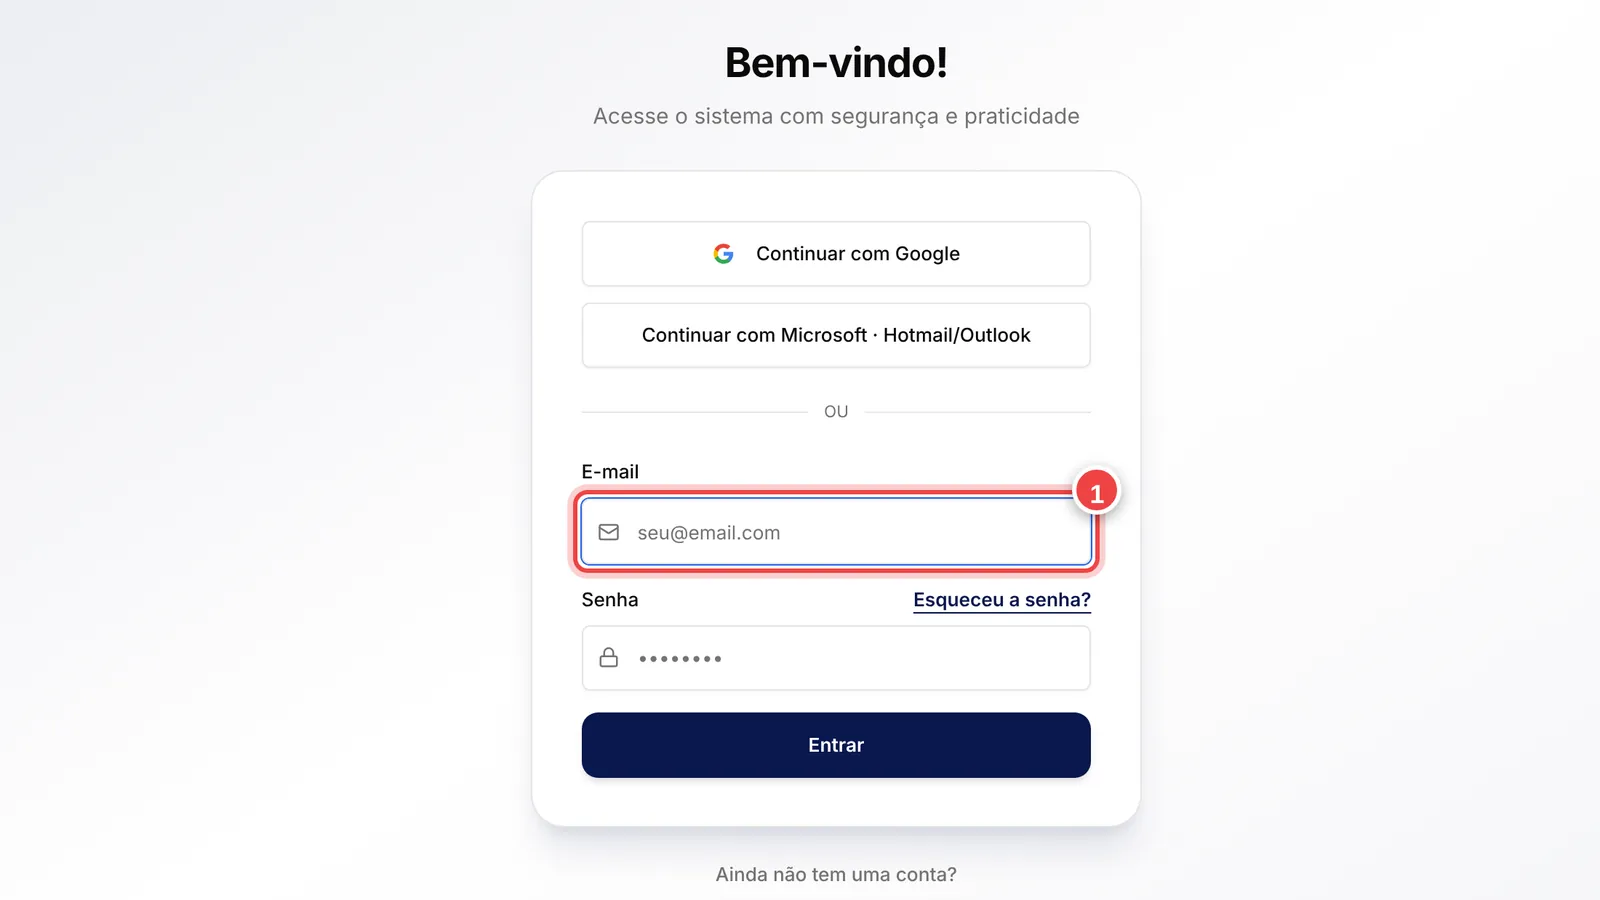 Bem-vindo!
Acesse o sistema com segurança e praticidade
Continuar com Google
Continuar com Microsoft · Hotmail/Outlook
OU
E-mail
1
seu@email.com
Senha
Esqueceu a senha?
••••••••
Entrar
Ainda não tem uma conta?